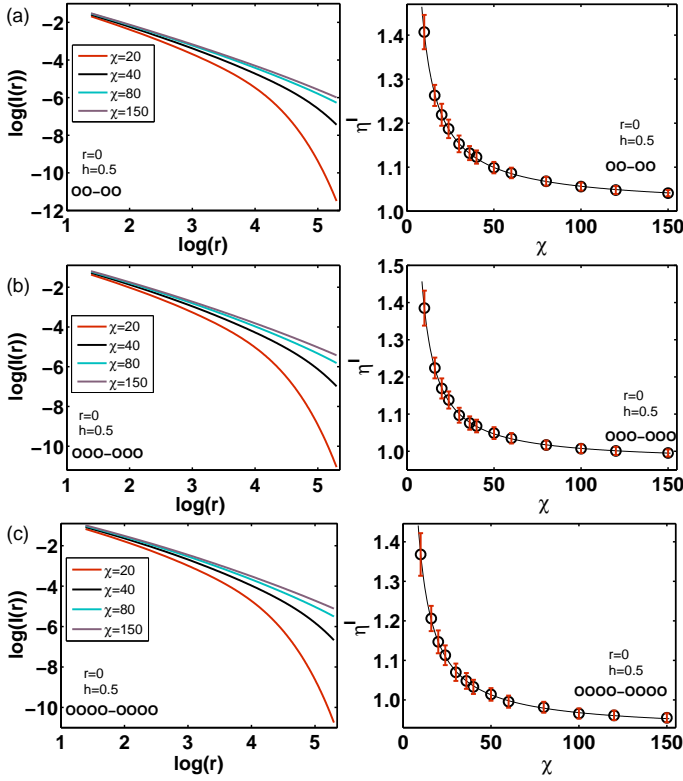 (a)
log(I(r))
−2
−4
−6
−8
−10
−12
χ=20
χ=40
χ=80
χ=150
r=0
h=0.5
OO−OO
1 2 3 4 5
log(r)
η^I
1.4
1.3
1.2
1.1
1.0
r=0
h=0.5
OO−OO
0 50 100 150
χ
(b)
log(I(r))
−2
−4
−6
−8
−10
χ=20
χ=40
χ=80
χ=150
r=0
h=0.5
OOO−OOO
1 2 3 4 5
log(r)
η^I
1.5
1.4
1.3
1.2
1.1
1.0
r=0
h=0.5
OOO−OOO
0 50 100 150
χ
(c)
log(I(r))
−2
−4
−6
−8
−10
χ=20
χ=40
χ=80
χ=150
r=0
h=0.5
OOOO−OOOO
1 2 3 4 5
log(r)
η^I
1.4
1.3
1.2
1.1
1.0
r=0
h=0.5
OOOO−OOOO
0 50 100 150
χ